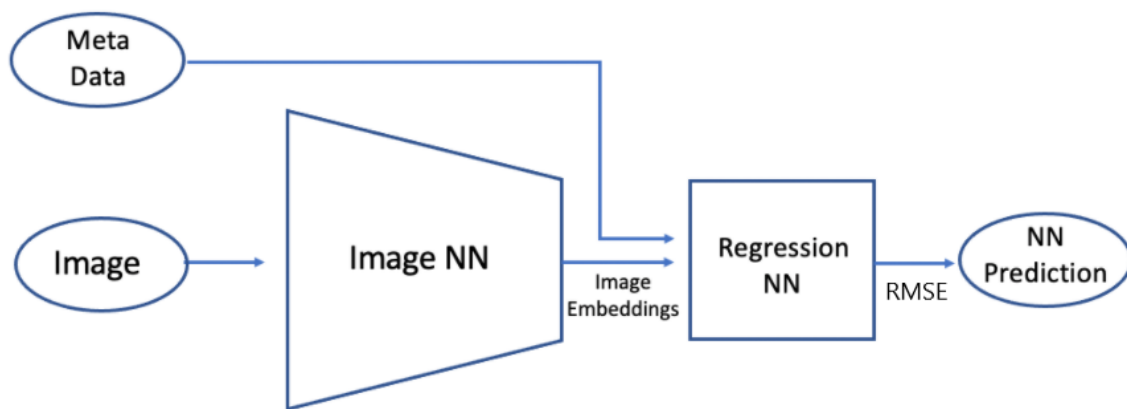 Meta
Data
Image
Image NN
Image
Embeddings
Regression
NN
RMSE
NN
Prediction